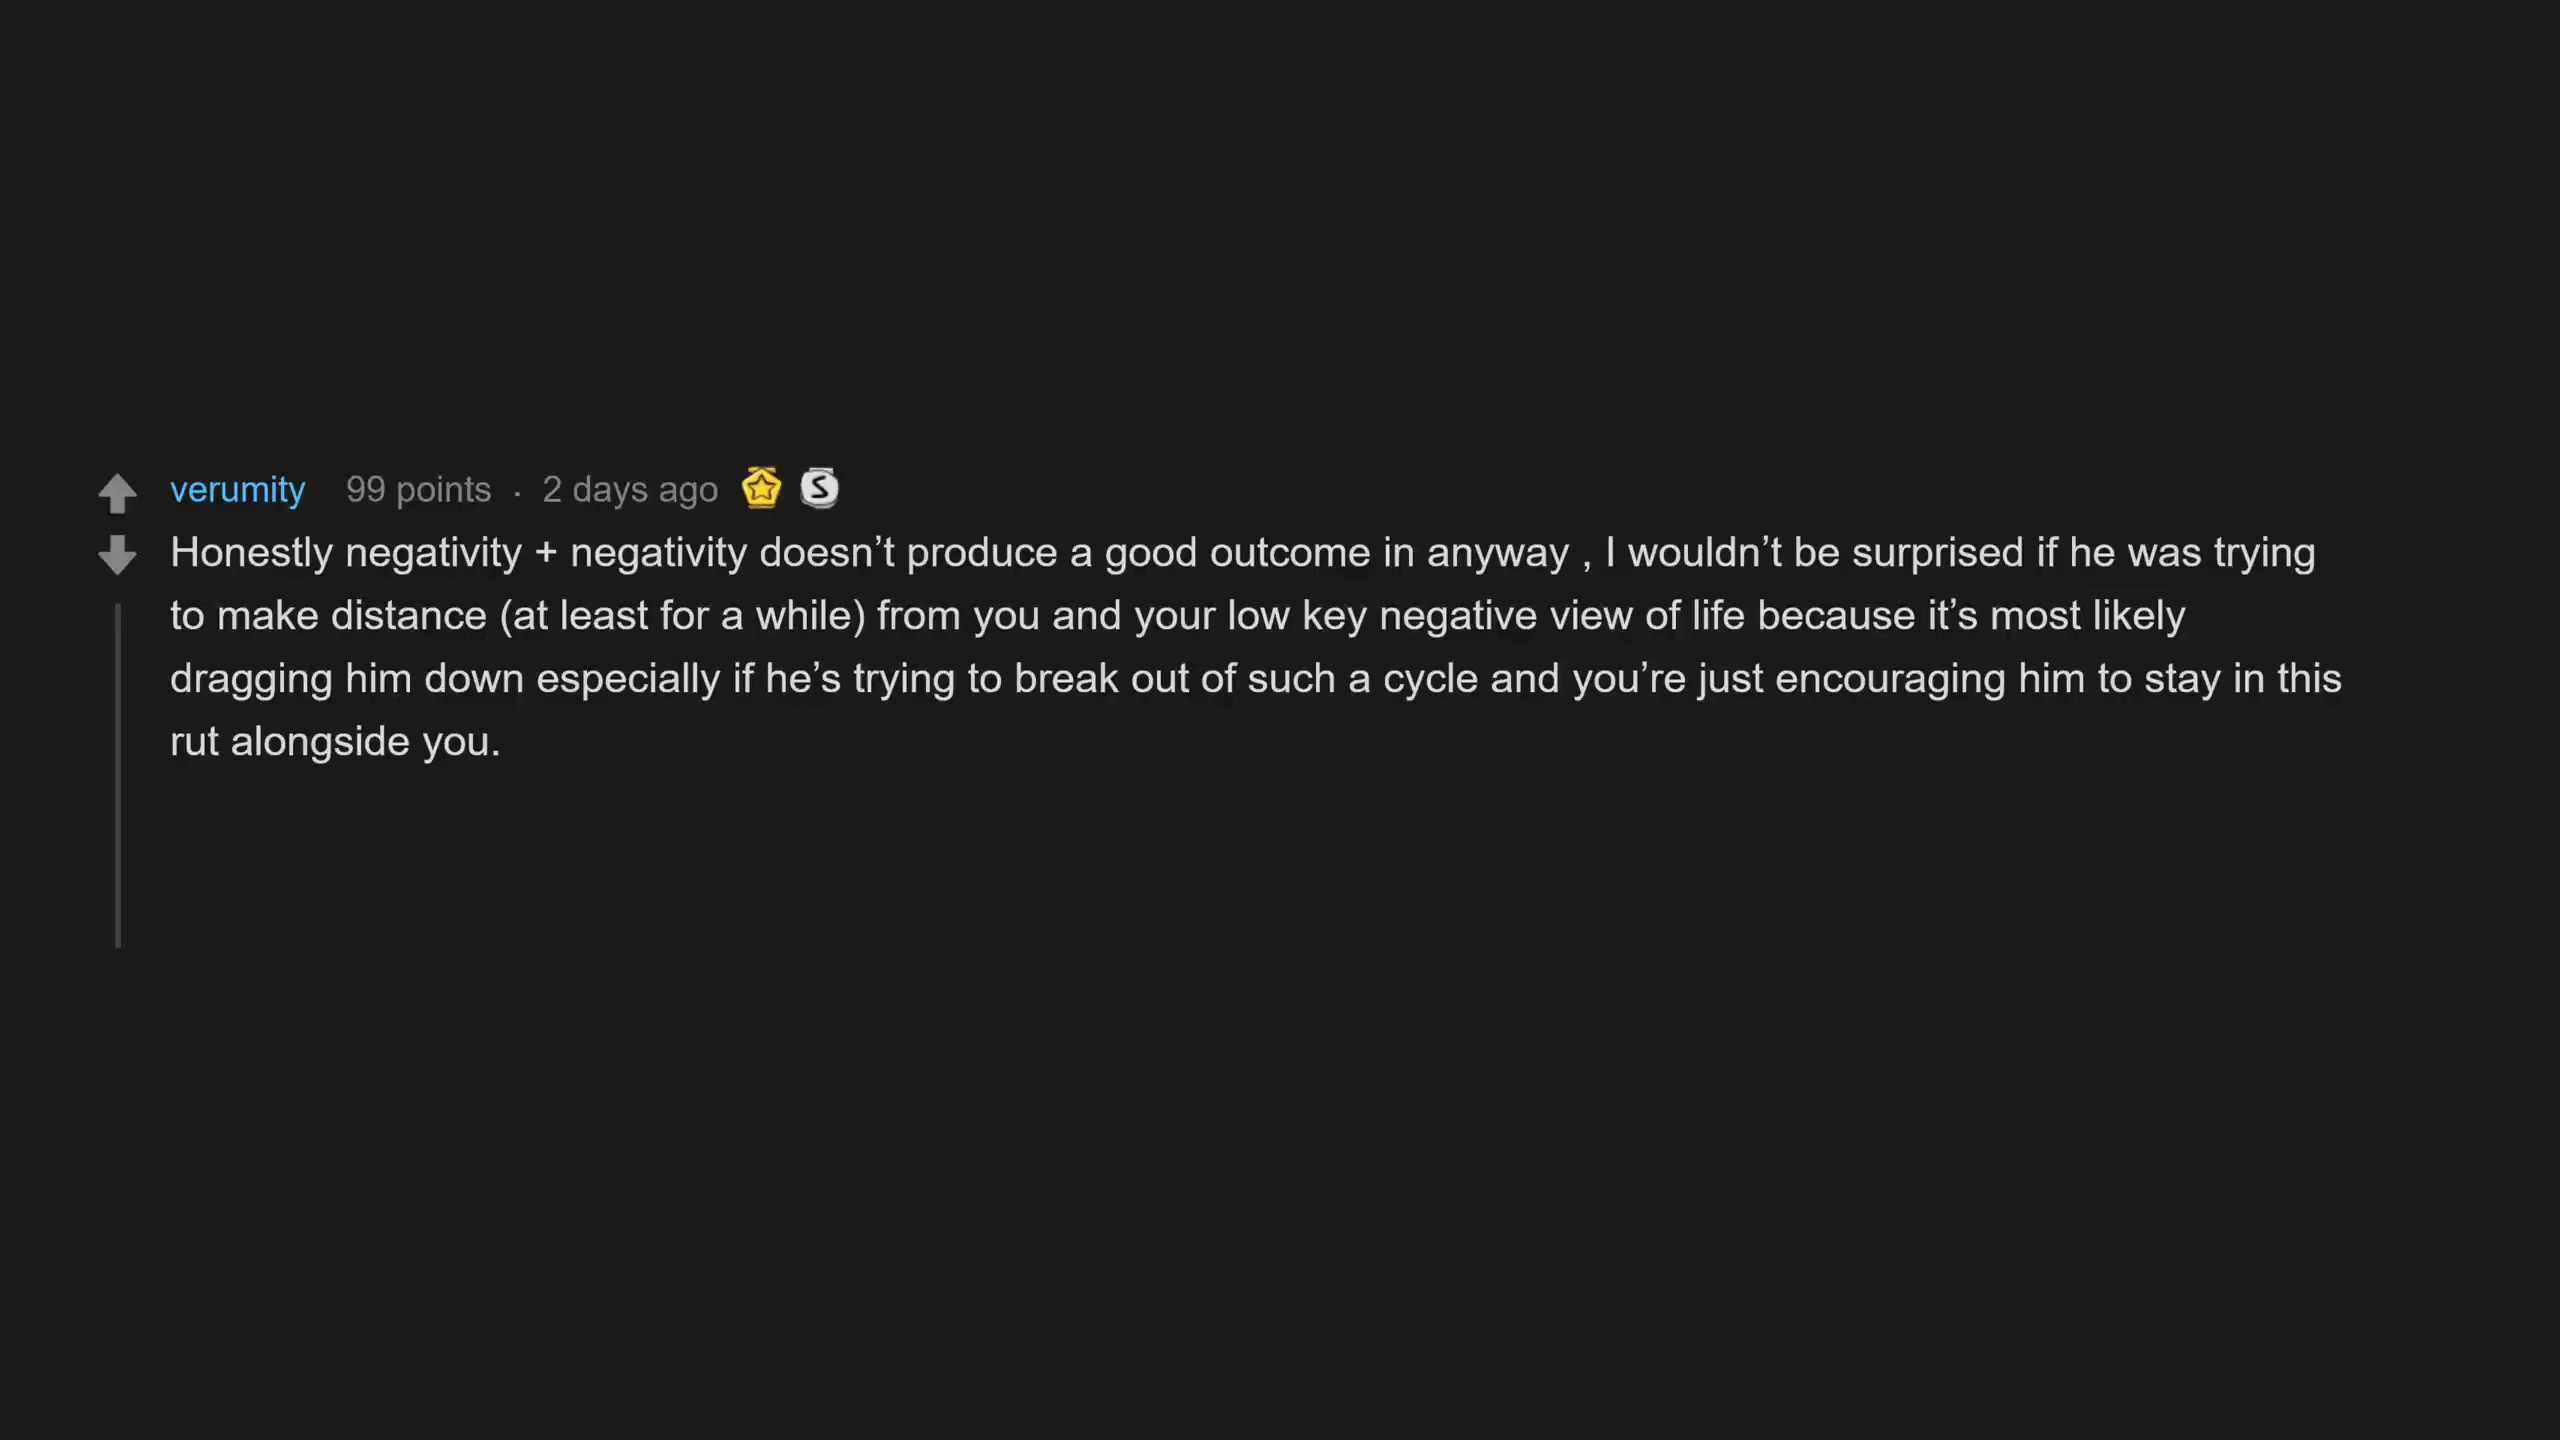 verumity 99 points · 2 days ago
Honestly negativity + negativity doesn’t produce a good outcome in anyway , I wouldn’t be surprised if he was trying
to make distance (at least for a while) from you and your low key negative view of life because it’s most likely
dragging him down especially if he’s trying to break out of such a cycle and you’re just encouraging him to stay in this
rut alongside you.